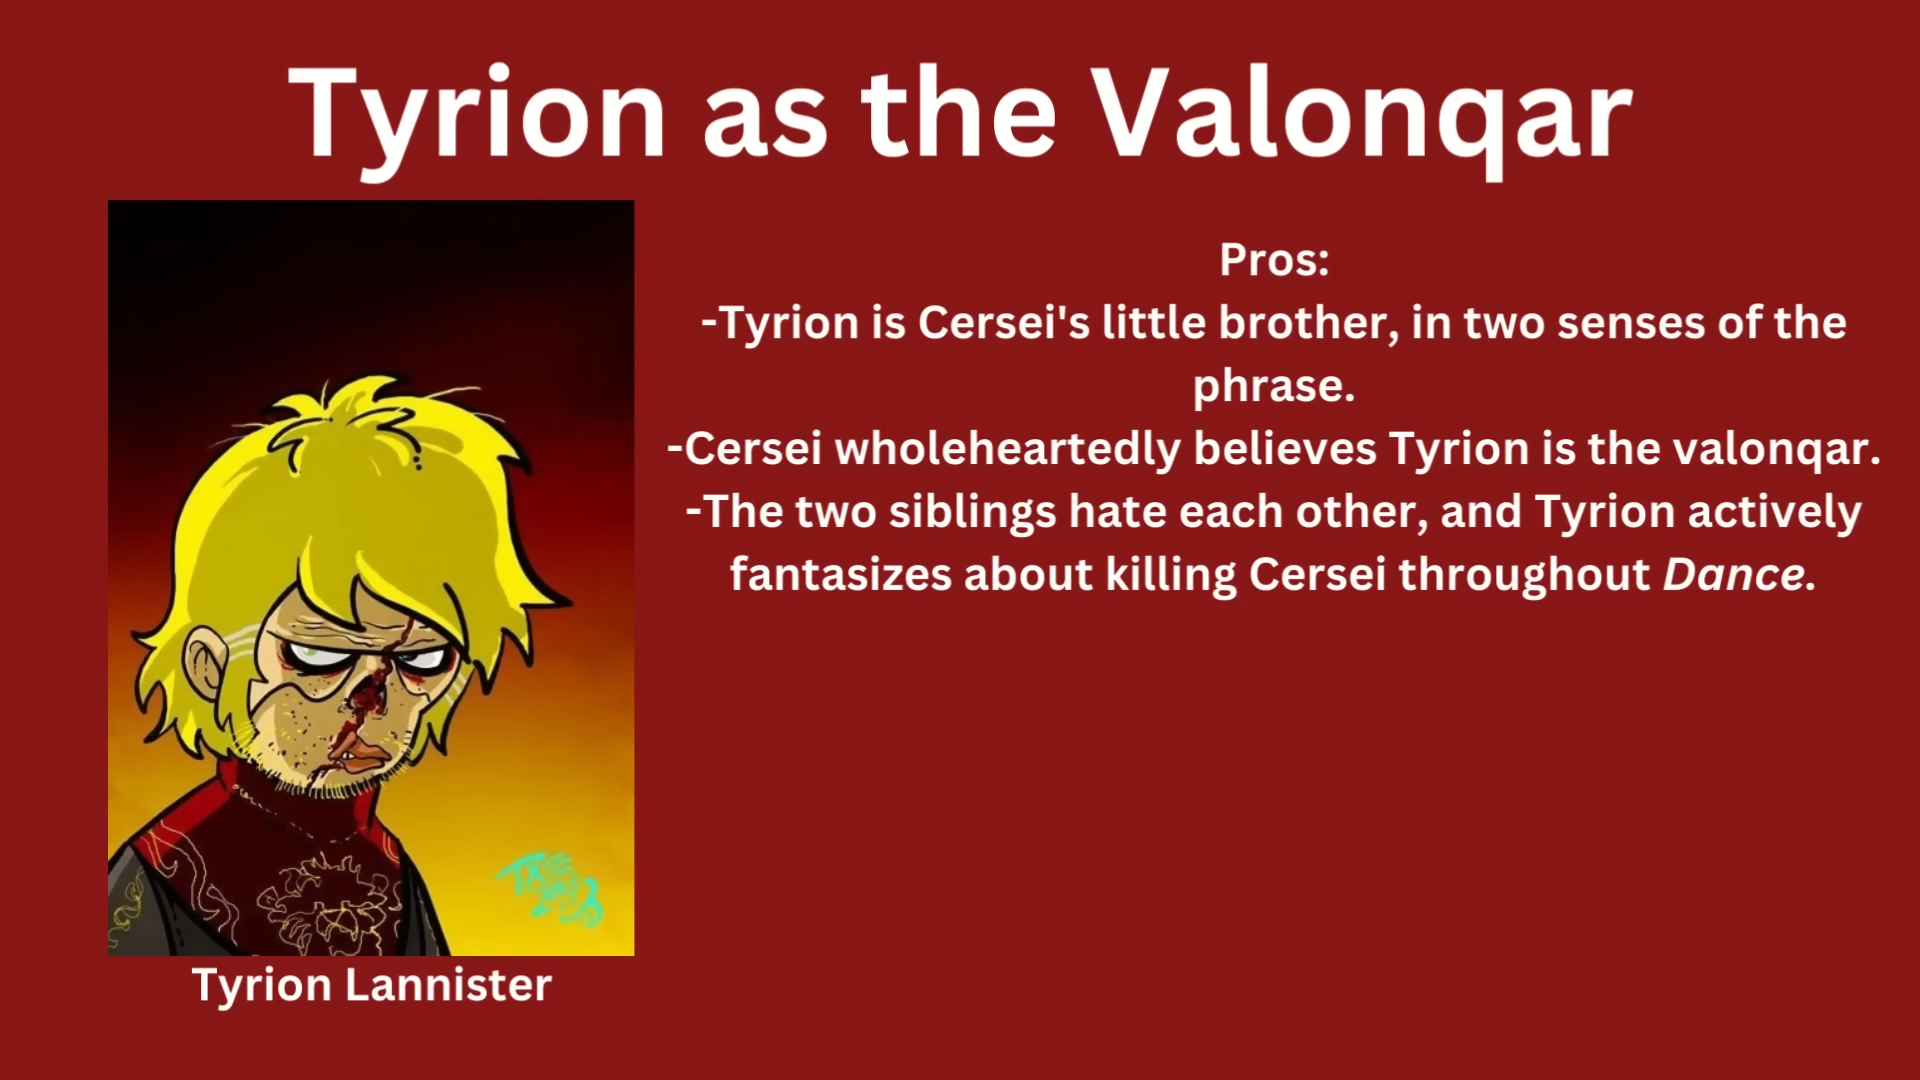 Tyrion as the Valonqar
Pros:
-Tyrion is Cersei's little brother, in two senses of the
phrase.
-Cersei wholeheartedly believes Tyrion is the valonqar.
-The two siblings hate each other, and Tyrion actively
fantasizes about killing Cersei throughout Dance.
Tyrion Lannister